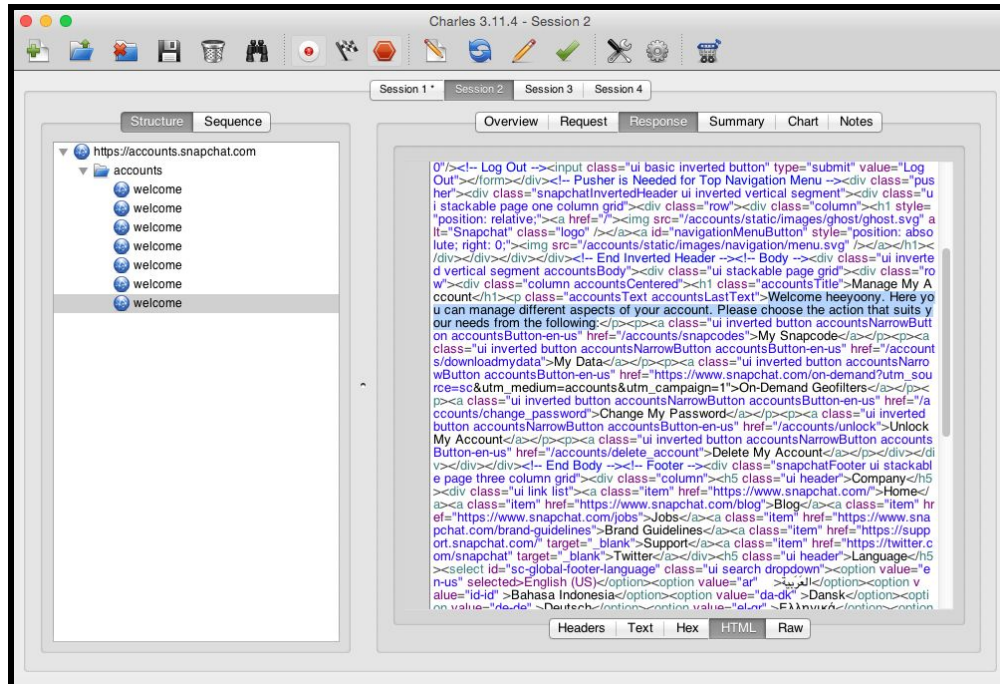 Charles 3.11.4 - Session 2
Session 1 *
Session 2
Session 3
Session 4
Structure
Sequence
https://accounts.snapchat.com
accounts
welcome
welcome
welcome
welcome
welcome
welcome
welcome
Overview
Request
Response
Summary
Chart
Notes
0"/><!-- Log Out --><input class="ui basic inverted button" type="submit" value="Log
Out"></form></div><!-- Pusher is Needed for Top Navigation Menu --><div class="pus
her"><div class="snapchatInvertedHeader ui inverted vertical segment"><div class="u
i stackable page one column grid"><div class="row"><div class="column"><h1 style=
"position: relative;"><a href="/"><img src="/accounts/static/images/ghost/ghost.svg" a
lt="Snapchat" class="logo" /></a><a id="navigationMenuButton" style="position: abso
lute; right: 0;"><img src="/accounts/static/images/navigation/menu.svg" /></a></h1><
/div></div></div></div><!-- End Inverted Header --><!-- Body --><div class="ui inverte
d vertical segment accountsBody"><div class="ui stackable page grid"><div class="ro
w"><div class="column accountsCentered"><h1 class="accountsTitle">Manage My A
ccount</h1><p class="accountsText accountsLastText">Welcome heeyoony. Here yo
u can manage different aspects of your account. Please choose the action that suits y
our needs from the following:</p><p><a class="ui inverted button accountsNarrowButt
on accountsButton-en-us" href="/accounts/snapcodes">My Snapcode</a></p><p><a
class="ui inverted button accountsNarrowButton accountsButton-en-us" href="/account
s/downloadmydata">My Data</a></p><p><a class="ui inverted button accountsNarro
wButton accountsButton-en-us" href="https://www.snapchat.com/on-demand?utm_sou
rce=sc&utm_medium=accounts&utm_campaign=1">On-Demand Geofilters</a></p><
p><a class="ui inverted button accountsNarrowButton accountsButton-en-us" href="/a
ccounts/change_password">Change My Password</a></p><p><a class="ui inverted
button accountsNarrowButton accountsButton-en-us" href="/accounts/unlock">Unlock
My Account</a></p><p><a class="ui inverted button accountsNarrowButton accounts
Button-en-us" href="/accounts/delete_account">Delete My Account</a></p></div></di
v></div></div><!-- End Body --><!-- Footer --><div class="snapchatFooter ui stackabl
e page three column grid"><div class="column"><h5 class="ui header">Company</h5
><div class="ui link list"><a class="item" href="https://www.snapchat.com/">Home</
a><a class="item" href="https://www.snapchat.com/blog">Blog</a><a class="item" hr
ef="https://www.snapchat.com/jobs">Jobs</a><a class="item" href="https://www.sna
pchat.com/brand-guidelines">Brand Guidelines</a><a class="item" href="https://supp
ort.snapchat.com/" target="_blank">Support</a><a class="item" href="https://twitter.c
om/snapchat" target="_blank">Twitter</a></div><h5 class="ui header">Language</h5
><select id="sc-global-footer-language" class="ui search dropdown"><option value="e
n-us" selected>English (US)</option><option value="ar" >العَرَبِية</option><option v
alue="id-id" >Bahasa Indonesia</option><option value="da-dk" >Dansk</option><opti
on value="de-de" >Deutsch</option><option value="el-gr" >Ελληνικά</option><option
Headers
Text
Hex
HTML
Raw